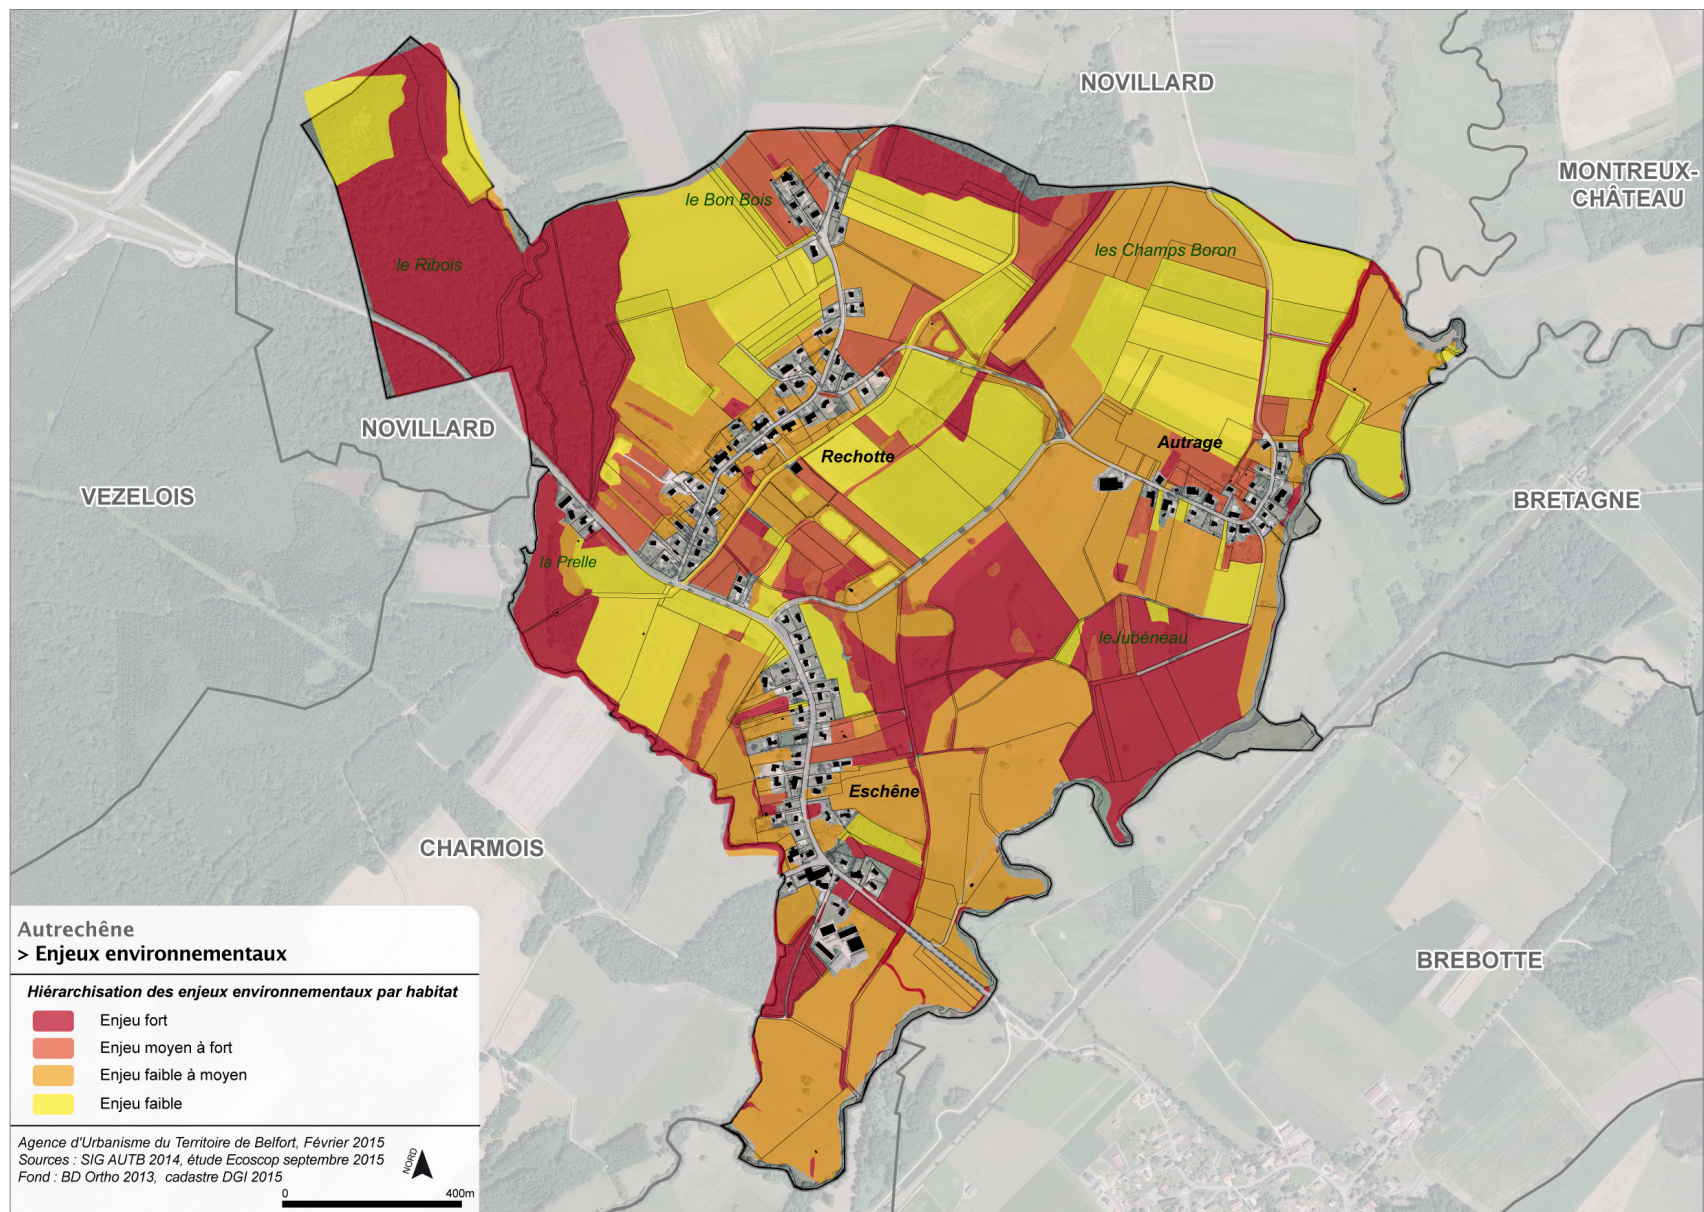 NOVILLARD
MONTREUX-
CHÂTEAU
le Bon Bois
les Champs Boron
le Ribois
NOVILLARD
Rechotte
Autrage
VEZELOIS
BRETAGNE
la Prelle
leJubéneau
Eschêne
CHARMOIS
BREBOTTE
Autrechêne
> Enjeux environnementaux
Hiérarchisation des enjeux environnementaux par habitat
Enjeu fort
Enjeu moyen à fort
Enjeu faible à moyen
Enjeu faible
Agence d'Urbanisme du Territoire de Belfort, Février 2015
Sources : SIG AUTB 2014, étude Ecoscop septembre 2015
Fond : BD Ortho 2013, cadastre DGI 2015
NORD
0 400m